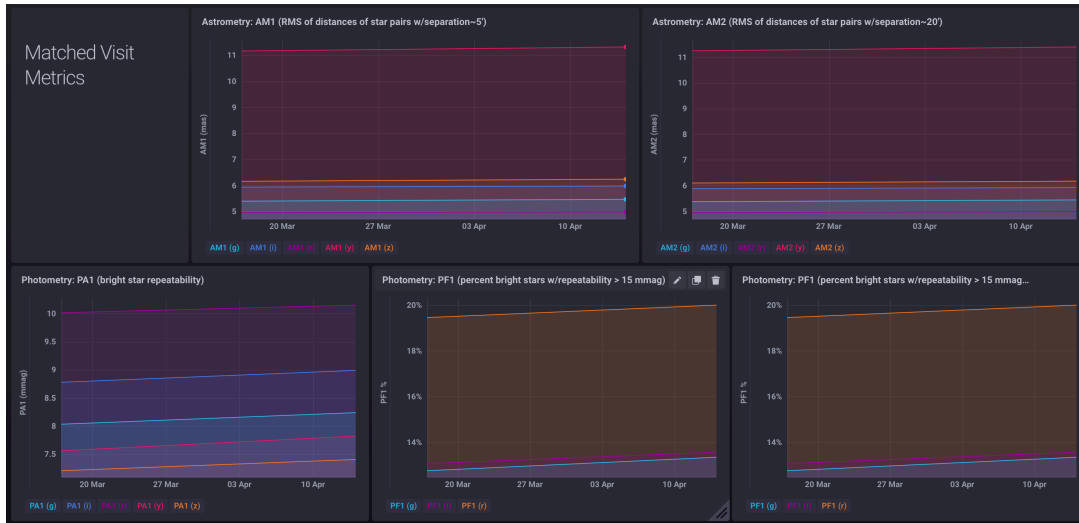 Matched Visit
Metrics
Astrometry: AM1 (RMS of distances of star pairs w/separation~5')
11
10
9
8
7
6
5
AM1 (mas)
20 Mar
27 Mar
03 Apr
10 Apr
AM1 (g)
AM1 (i)
AM1 (r)
AM1 (y)
AM1 (z)
Astrometry: AM2 (RMS of distances of star pairs w/separation~20')
11
10
9
8
7
6
5
AM2 (mas)
20 Mar
27 Mar
03 Apr
10 Apr
AM2 (g)
AM2 (i)
AM2 (r)
AM2 (y)
AM2 (z)
Photometry: PA1 (bright star repeatability)
10
9.5
9
8.5
8
7.5
PA1 (mmag)
20 Mar
27 Mar
03 Apr
10 Apr
PA1 (g)
PA1 (i)
PA1 (r)
PA1 (y)
PA1 (z)
Photometry: PF1 (percent bright stars w/repeatability > 15 mmag)
20%
18%
16%
14%
PF1 %
20 Mar
27 Mar
03 Apr
10 Apr
PF1 (g)
PF1 (i)
PF1 (r)
Photometry: PF1 (percent bright stars w/repeatability > 15 mmag...
20%
18%
16%
14%
PF1 %
20 Mar
27 Mar
03 Apr
10 Apr
PF1 (g)
PF1 (i)
PF1 (r)